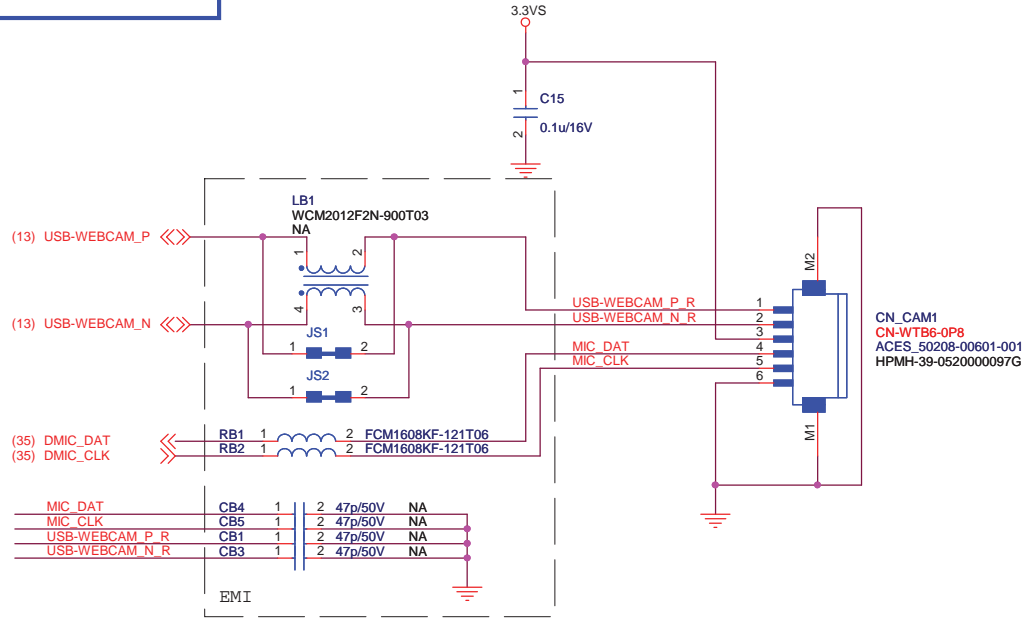 3.3VS
1
C15
2
0.1u/16V
LB1
WCM2012F2N-900T03
NA
(13) USB-WEBCAM_P
1
2
4
3
(13) USB-WEBCAM_N
JS1
1
2
JS2
1
2
USB-WEBCAM_P_R
USB-WEBCAM_N_R
MIC_DAT
MIC_CLK
1
2
3
4
5
6
M2
M1
CN_CAM1
CN-WTB6-0P8
ACES_50208-00601-001
HPMH-39-0520000097G
(35) DMIC_DAT
RB1 1 2 FCM1608KF-121T06
(35) DMIC_CLK
RB2 1 2 FCM1608KF-121T06
MIC_DAT CB4 1 2 47p/50V NA
MIC_CLK CB5 1 2 47p/50V NA
USB-WEBCAM_P_R CB1 1 2 47p/50V NA
USB-WEBCAM_N_R CB3 1 2 47p/50V NA
EMI